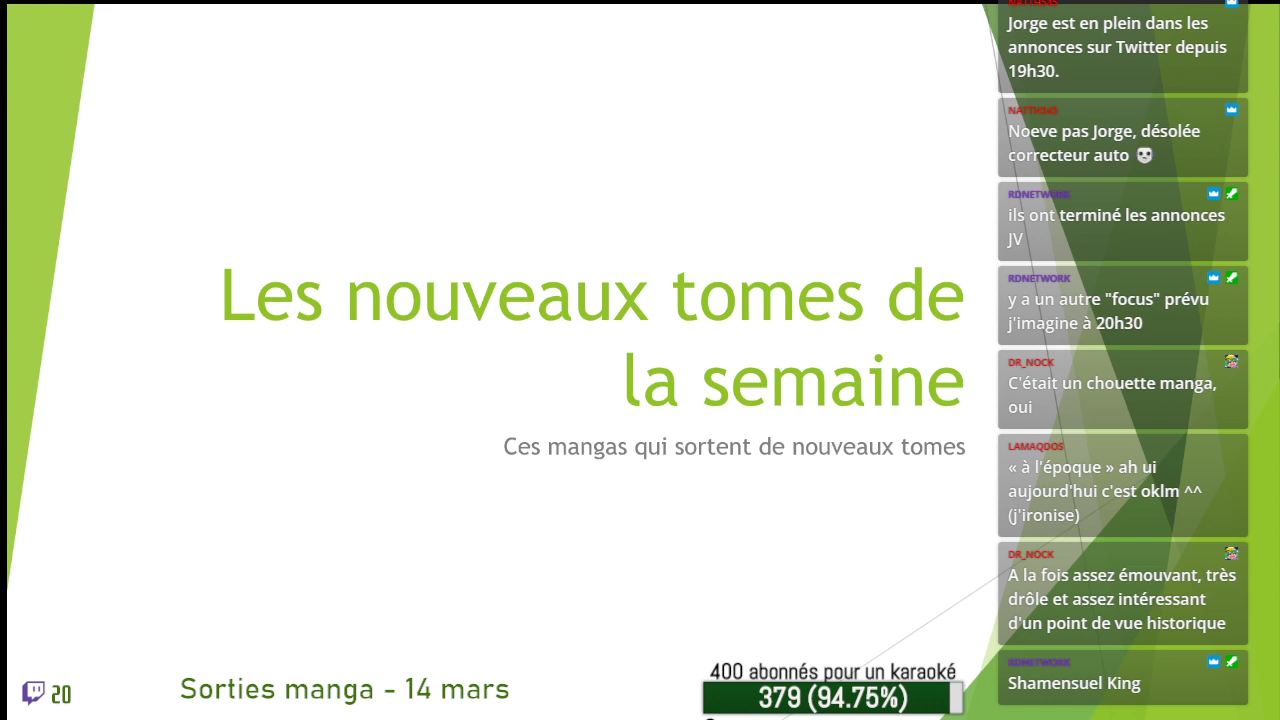 Les nouveaux tomes de
la semaine
Ces mangas qui sortent de nouveaux tomes
20
Sorties manga - 14 mars
400 abonnés pour un karaoké
379 (94.75%)
Jorge est en plein dans les
annonces sur Twitter depuis
19h30.
Noeve pas Jorge, désolée
correcteur auto
RDNETWORK
ils ont terminé les annonces
JV
RDNETWORK
y a un autre "focus" prévu
j'imagine à 20h30
DR_NOCK
C'était un chouette manga,
oui
LAMAQDOS
« à l'époque » ah ui
aujourd'hui c'est oklm ^^
(j'ironise)
DR_NOCK
A la fois assez émouvant, très
drôle et assez intéressant
d'un point de vue historique
RDNETWORK
Shamensuel King